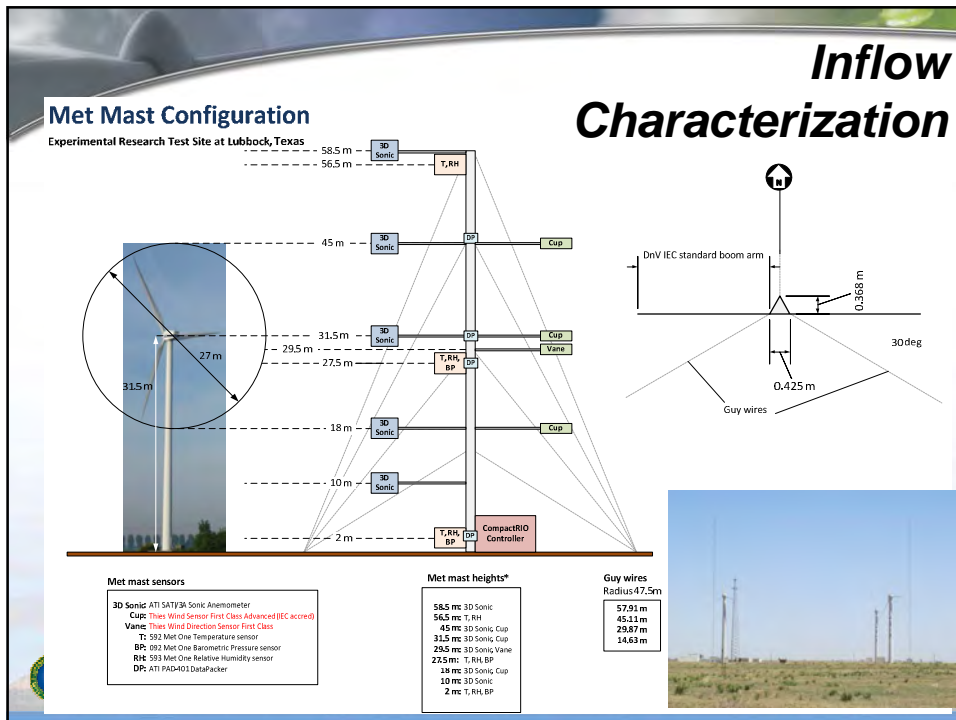 Inflow
Characterization
Met Mast Configuration
Experimental Research Test Site at Lubbock, Texas
58.5 m
3D
Sonic
56.5 m
T, RH
45 m
3D
Sonic
DP
Cup
31.5 m
3D
Sonic
DP
Cup
29.5 m
Vane
27.5 m
T, RH,
BP
DP
27 m
31.5 m
18 m
3D
Sonic
Cup
10 m
3D
Sonic
2 m
T, RH,
BP
DP
CompactRIO
Controller
N
DnV IEC standard boom arm
0.368 m
30 deg
0.425 m
Guy wires
Met mast sensors
3D Sonic: ATI SATI/3A Sonic Anemometer
Cup: Thies Wind Sensor First Class Advanced (IEC accred)
Vane: Thies Wind Direction Sensor First Class
T: 592 Met One Temperature sensor
BP: 092 Met One Barometric Pressure sensor
RH: 593 Met One Relative Humidity sensor
DP: ATI PAD-401 DataPacker
Met mast heights*
58.5 m: 3D Sonic
56.5 m: T, RH
45 m: 3D Sonic, Cup
31.5 m: 3D Sonic, Cup
29.5 m: 3D Sonic, Vane
27.5 m: T, RH, BP
18 m: 3D Sonic, Cup
10 m: 3D Sonic
2 m: T, RH, BP
Guy wires
Radius 47.5m
57.91 m
45.11 m
29.87 m
14.63 m